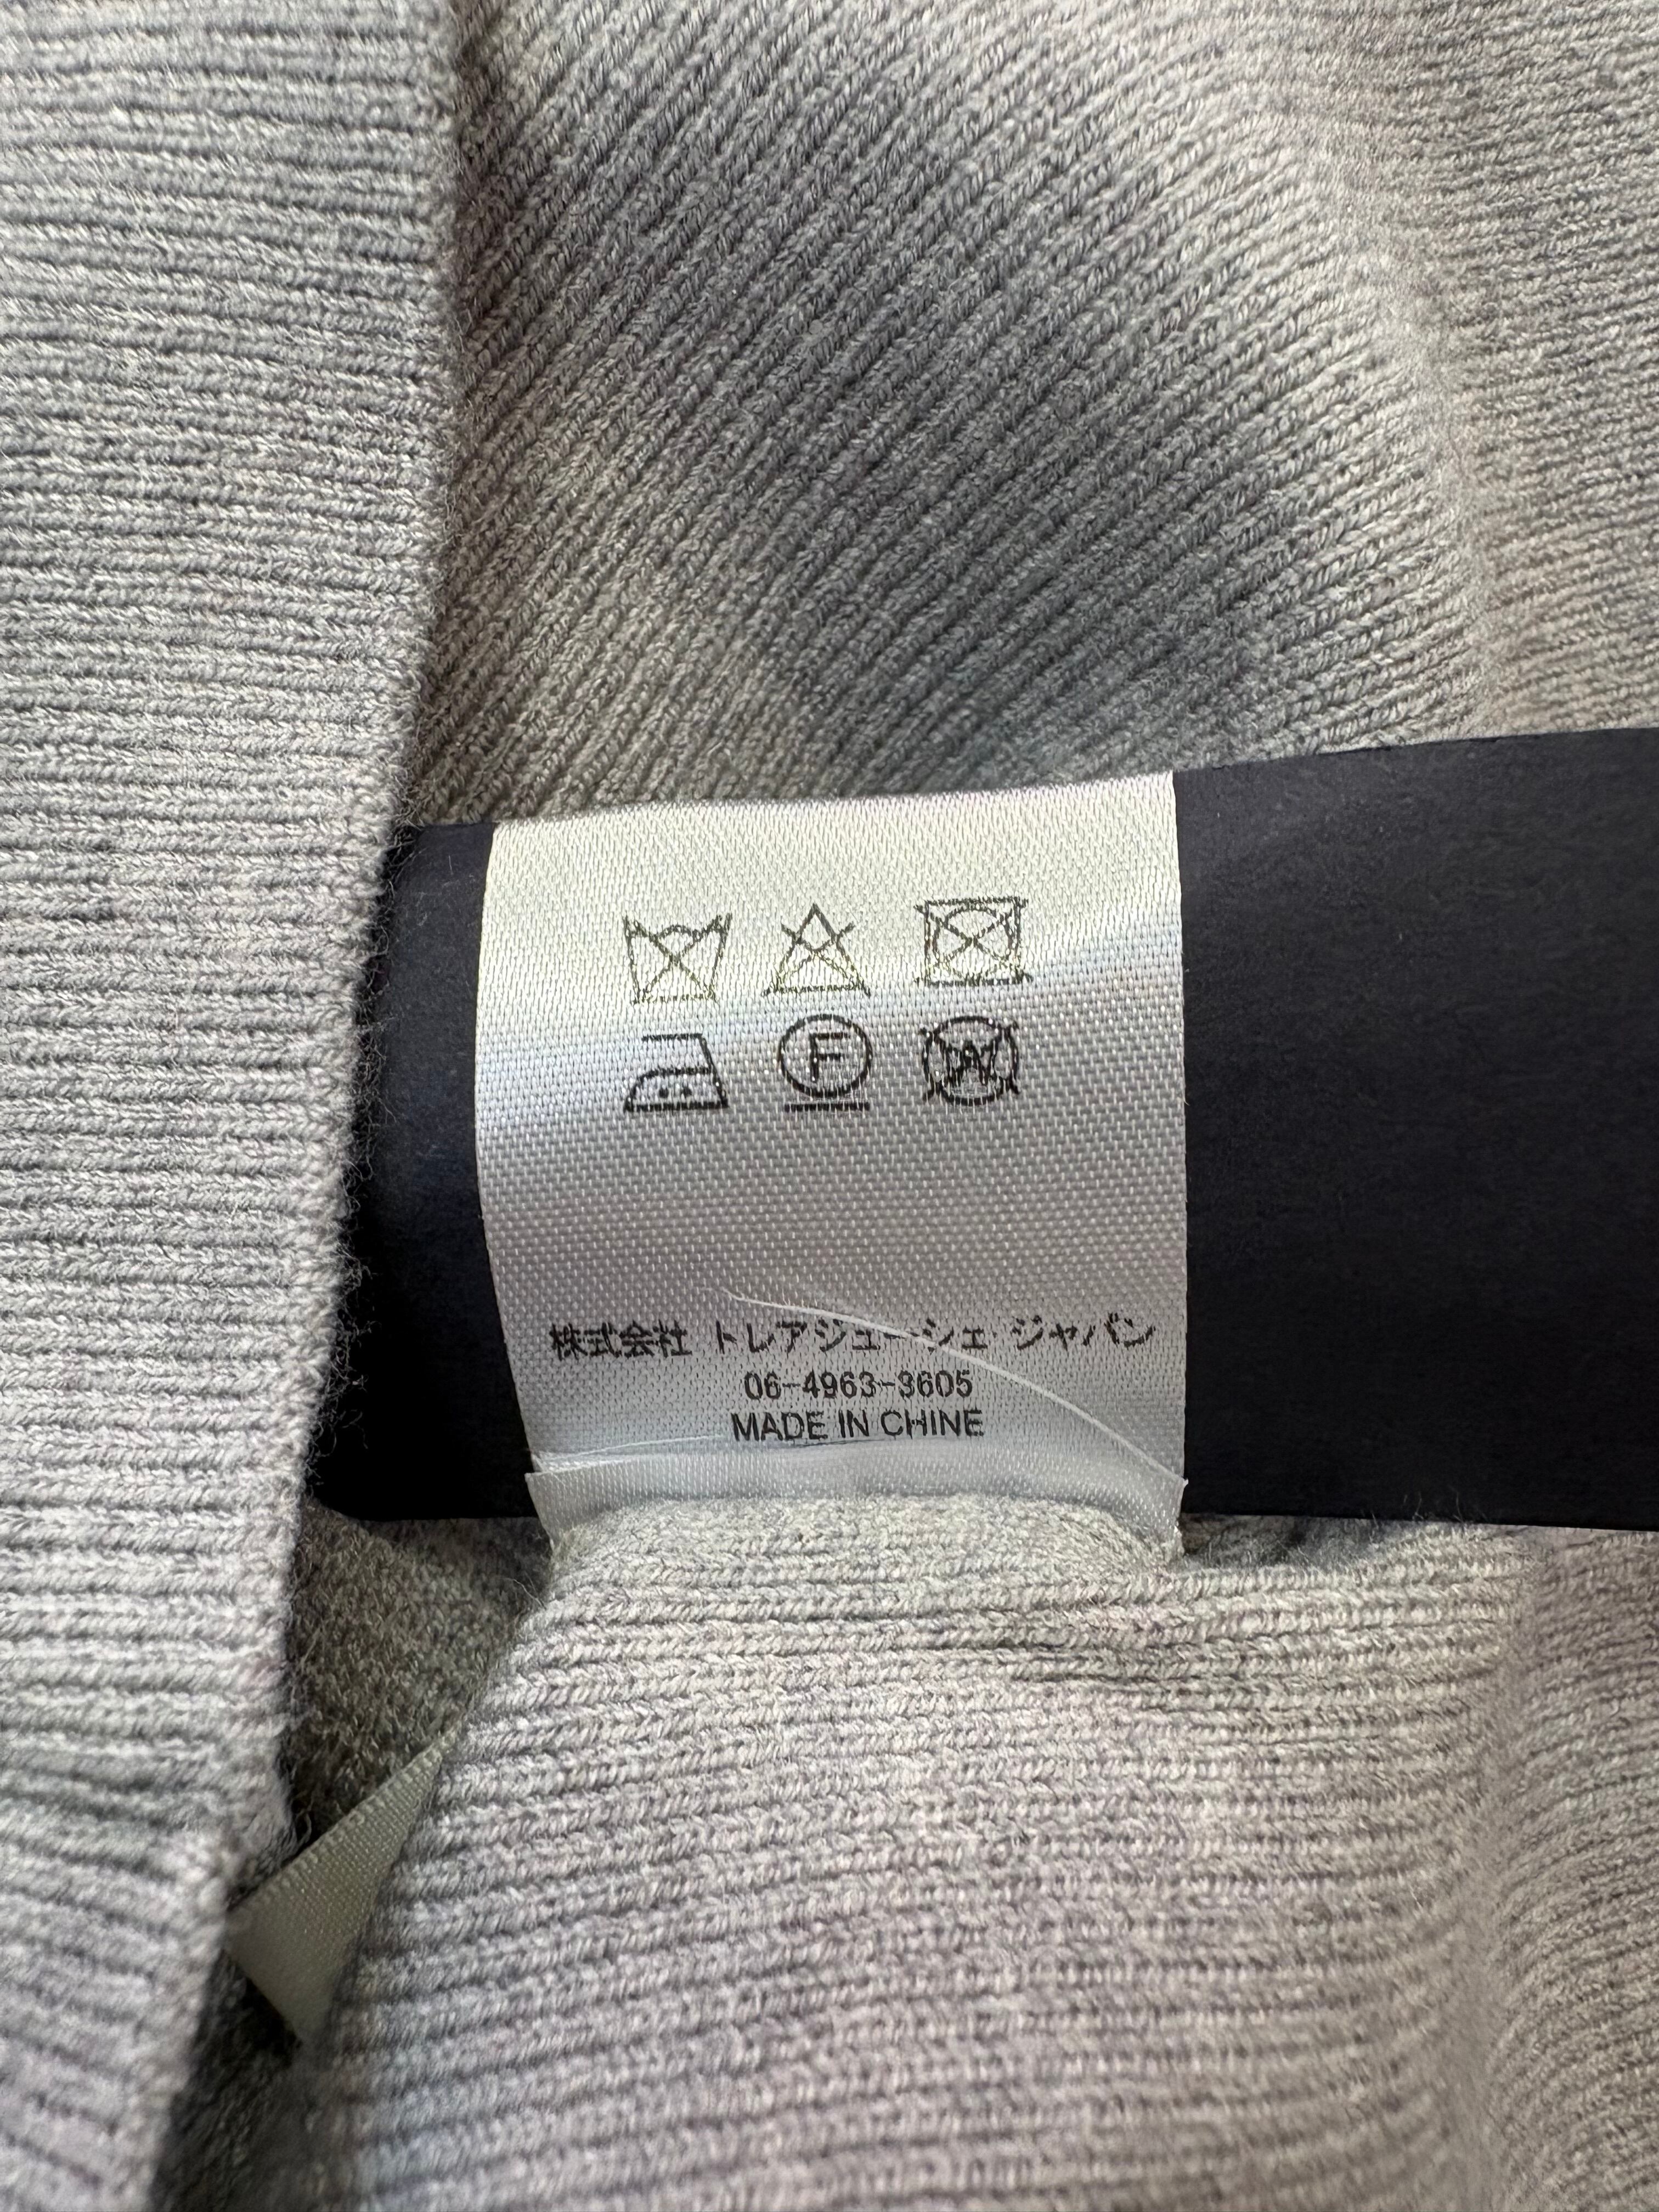 F W
株式会社 トレアジューシェ ジャパン
06-4963-3605
MADE IN CHINE